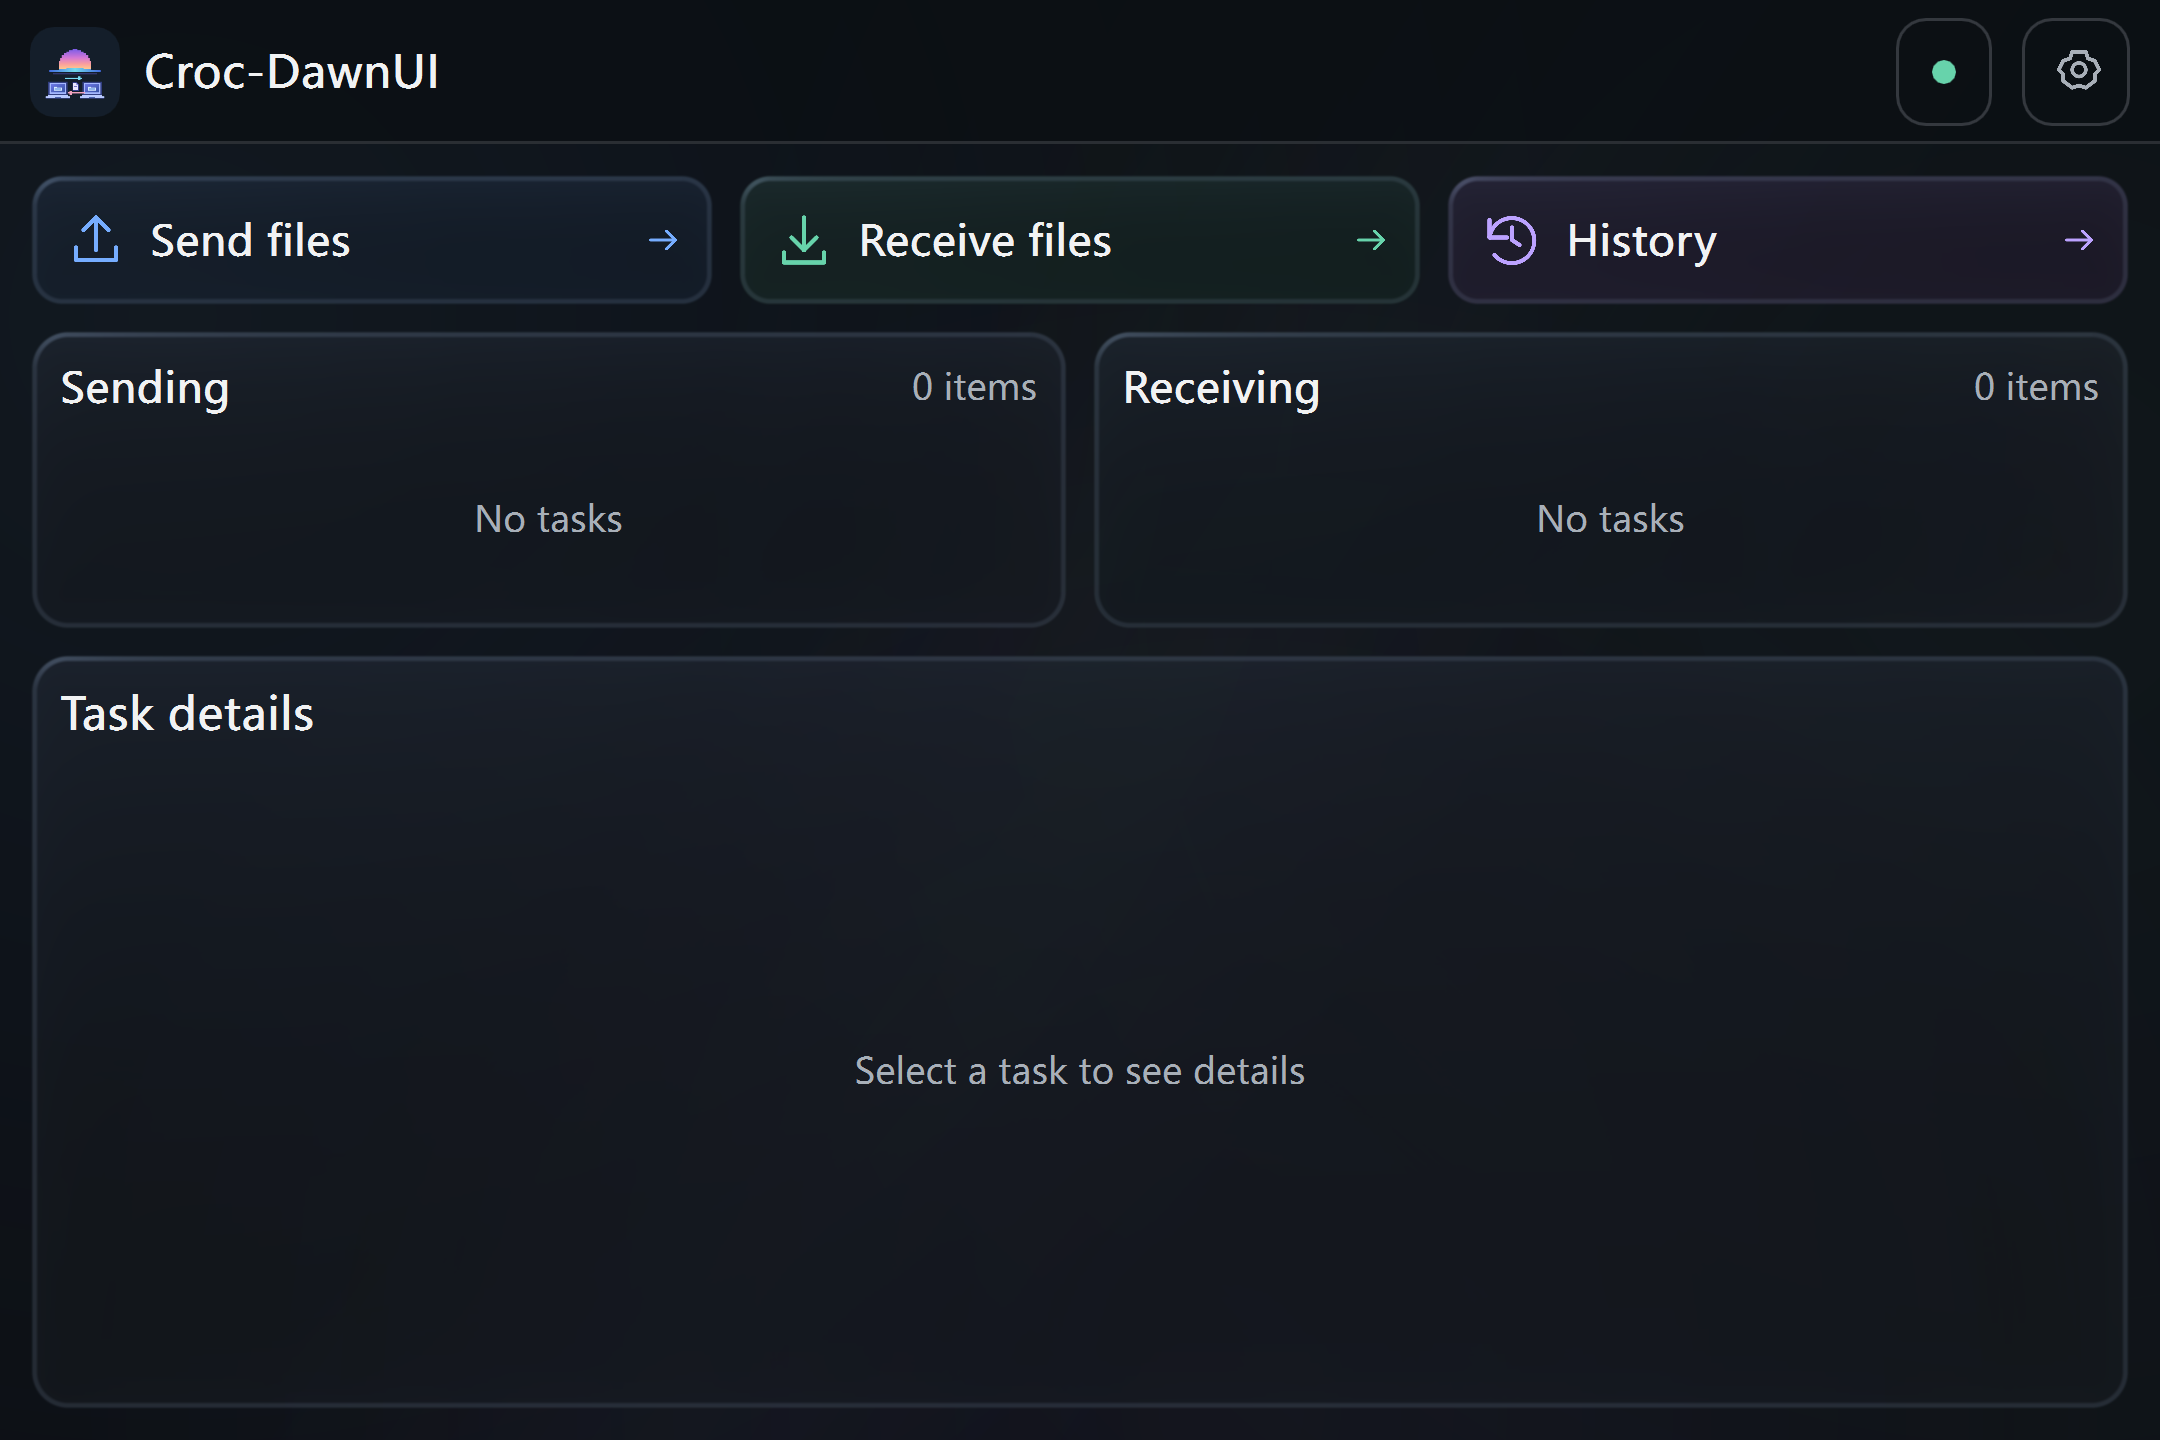 Croc-DawnUI
Send files
Receive files
History
Sending
0 items
Receiving
0 items
No tasks
No tasks
Task details
Select a task to see details